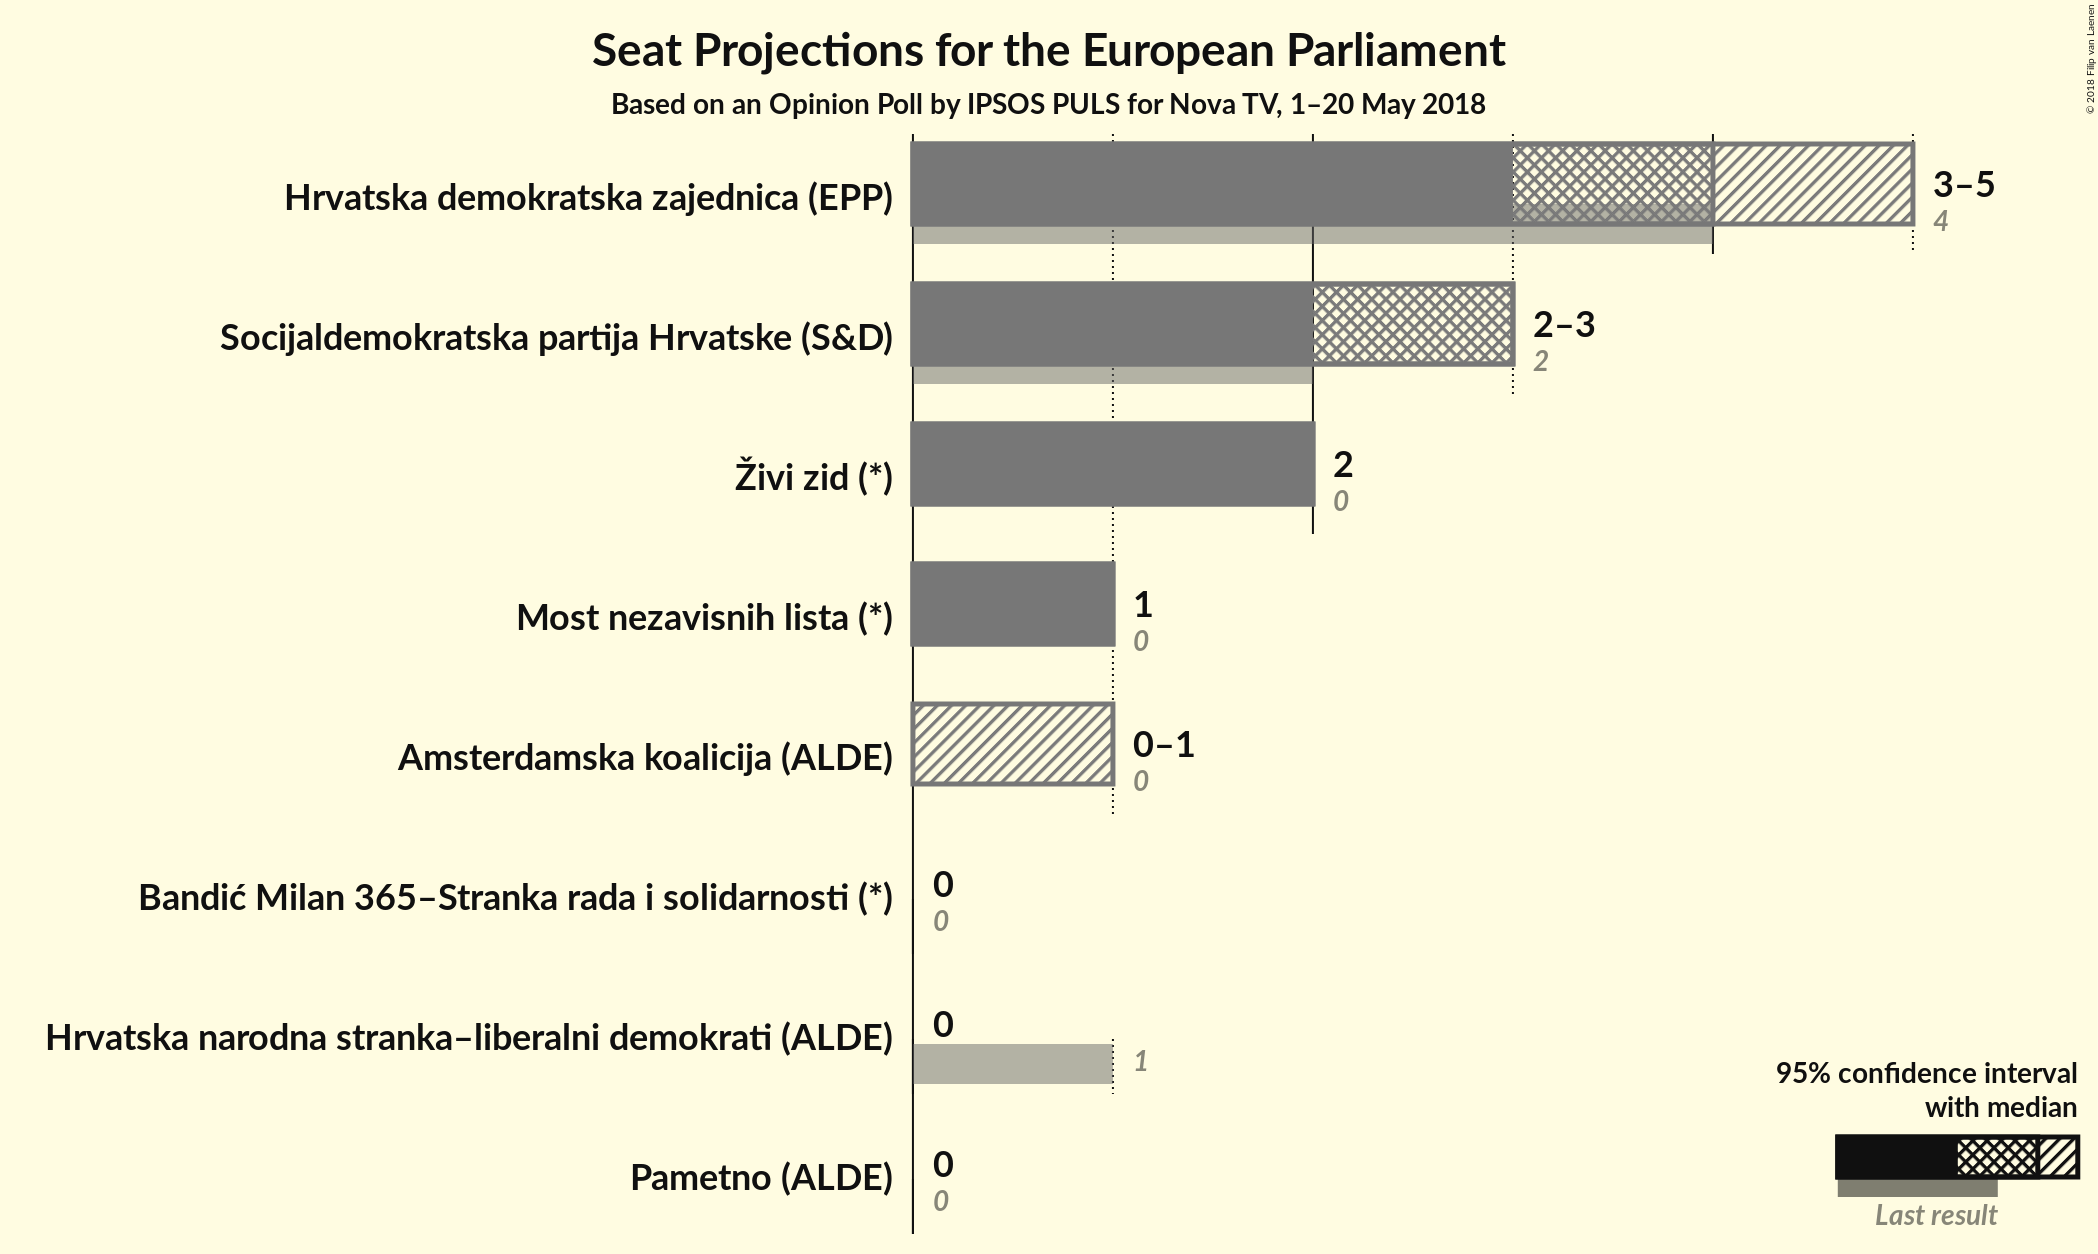 Seat Projections for the European Parliament
Based on an Opinion Poll by IPSOS PULS for Nova TV, 1–20 May 2018
© 2018 Filip van Laenen
Hrvatska demokratska zajednica (EPP)
3–5
4
Socijaldemokratska partija Hrvatske (S&D)
2–3
2
Živi zid (*)
2
0
Most nezavisnih lista (*)
1
0
Amsterdamska koalicija (ALDE)
0–1
0
Bandić Milan 365–Stranka rada i solidarnosti (*)
0
0
Hrvatska narodna stranka–liberalni demokrati (ALDE)
0
1
Pametno (ALDE)
0
0
95% confidence interval
with median
Last result